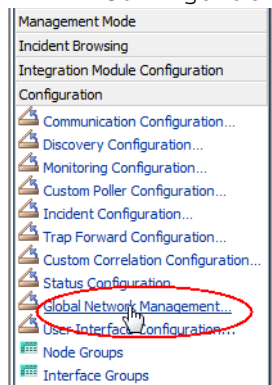 Management Mode
Incident Browsing
Integration Module Configuration
Configuration
Communication Configuration...
Discovery Configuration...
Monitoring Configuration...
Custom Poller Configuration...
Incident Configuration...
Trap Forward Configuration...
Custom Correlation Configuration...
Status Configuration...
Global Network Management...
User Interface Configuration...
Node Groups
Interface Groups